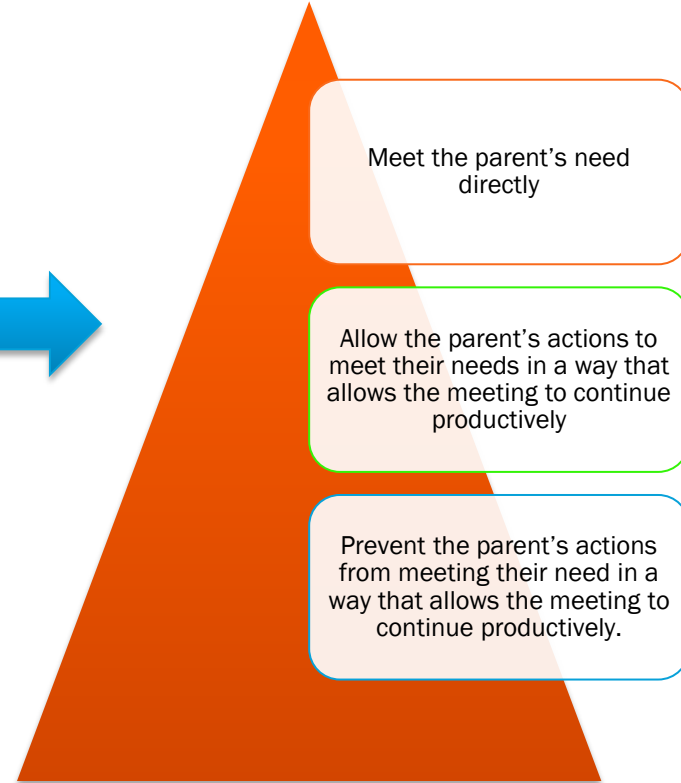 Meet the parent’s need
directly
Allow the parent’s actions to
meet their needs in a way that
allows the meeting to continue
productively
Prevent the parent’s actions
from meeting their need in a
way that allows the meeting to
continue productively.